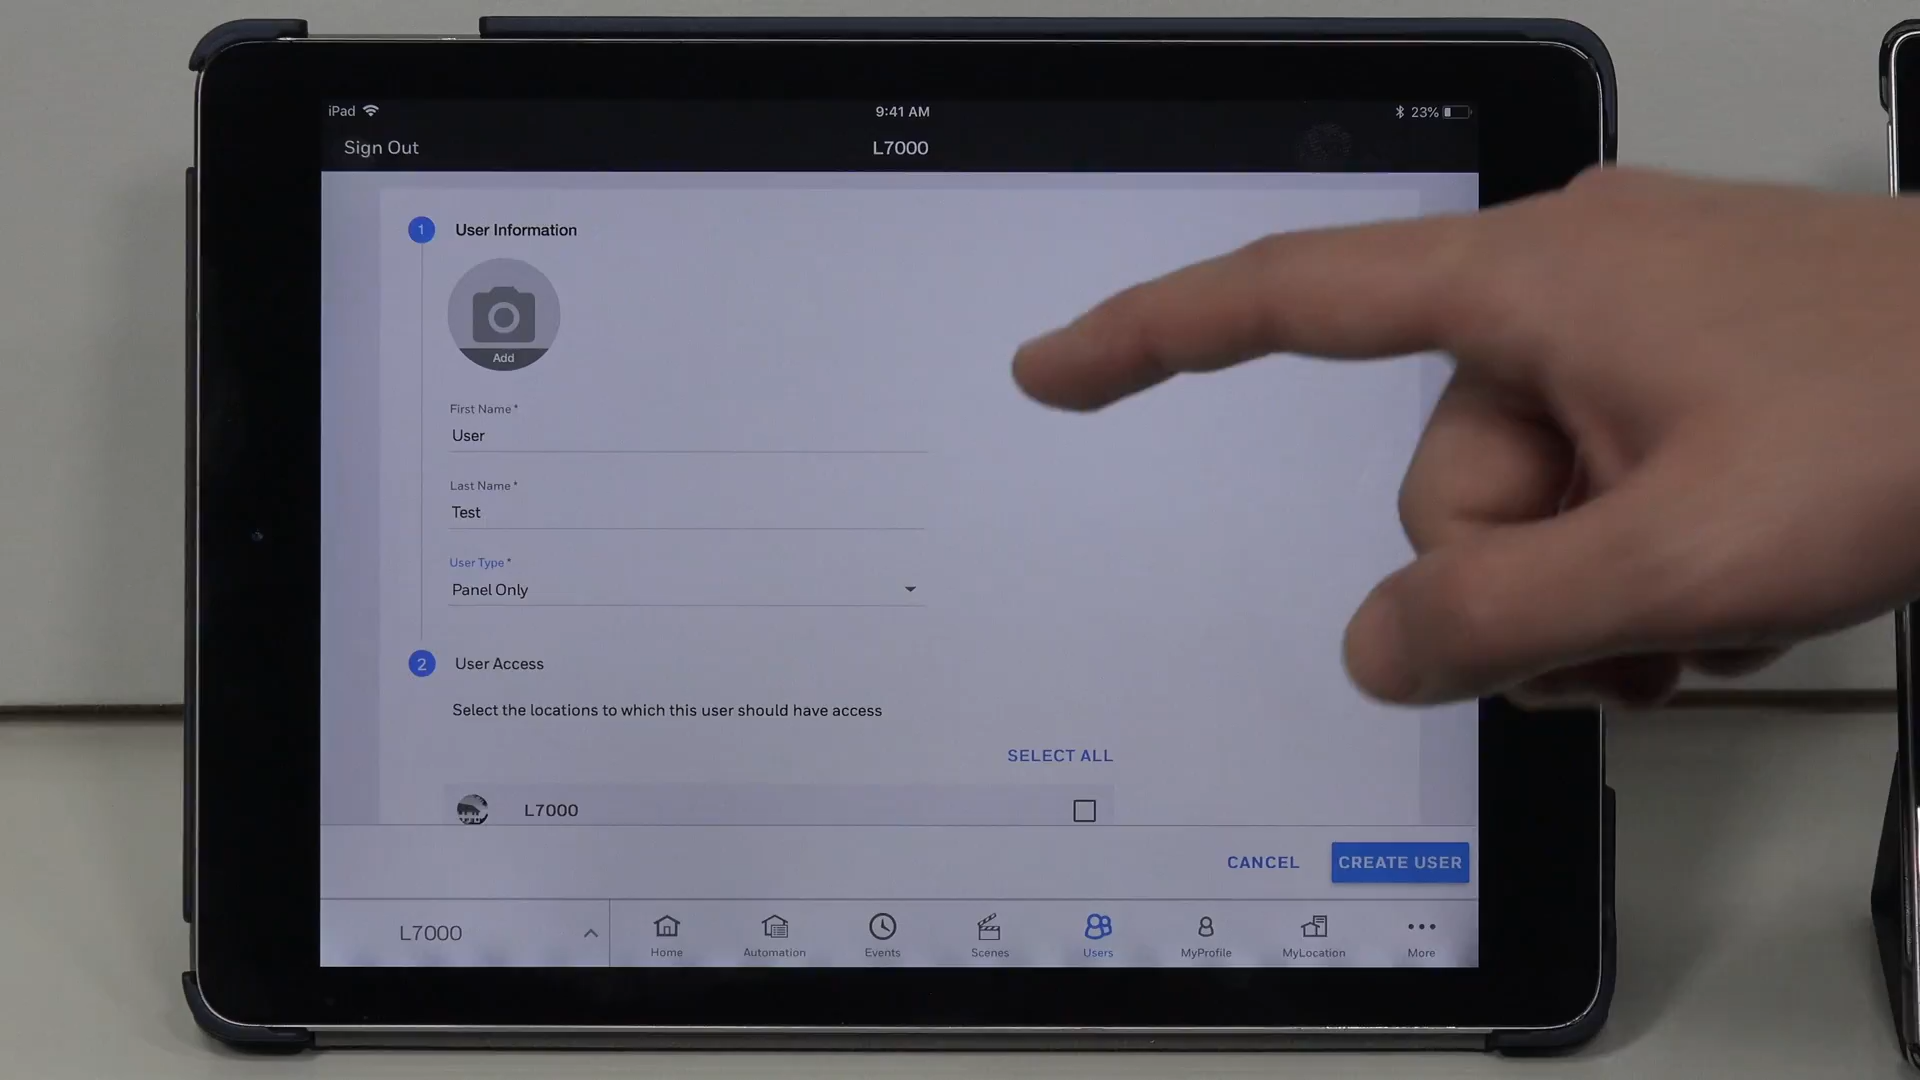 iPad
9:41 AM
23%
Sign Out
L7000
1
User Information
Add
First Name *
User
Last Name *
Test
User Type *
Panel Only
2
User Access
Select the locations to which this user should have access
SELECT ALL
L7000
CANCEL
CREATE USER
L7000
Home
Automation
Events
Scenes
Users
MyProfile
MyLocation
More